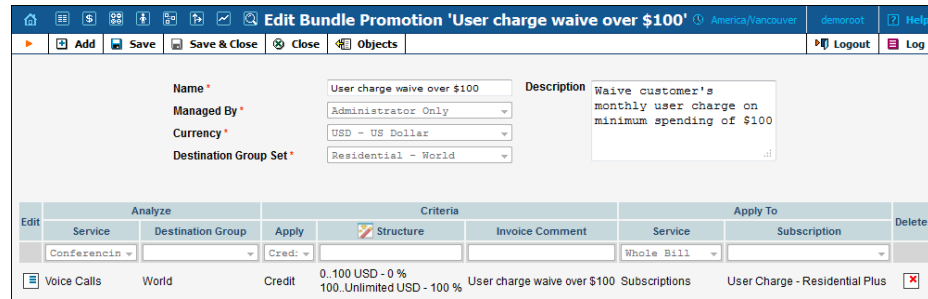 Edit Bundle Promotion 'User charge waive over $100' America/Vancouver demoroot Help
Add Save Save & Close Close Objects Logout Log
Name * User charge waive over $100 Description Waive customer's
monthly user charge on
minimum spending of $100
Managed By * Administrator Only
Currency * USD - US Dollar
Destination Group Set * Residential - World
Edit Analyze Criteria Apply To Delete
Service Destination Group Apply Structure Invoice Comment Service Subscription
Conferencin Cred: Whole Bill
Voice Calls World Credit 0..100 USD - 0 %
100..Unlimited USD - 100 % User charge waive over $100 Subscriptions User Charge - Residential Plus